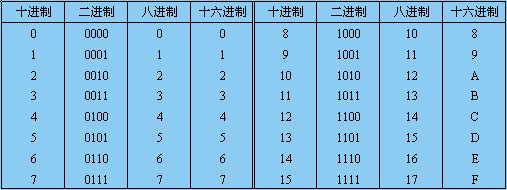 十进制 二进制 八进制 十六进制 十进制 二进制 八进制 十六进制
0 0000 0 0 8 1000 10 8
1 0001 1 1 9 1001 11 9
2 0010 2 2 10 1010 12 A
3 0011 3 3 11 1011 13 B
4 0100 4 4 12 1100 14 C
5 0101 5 5 13 1101 15 D
6 0110 6 6 14 1110 16 E
7 0111 7 7 15 1111 17 F